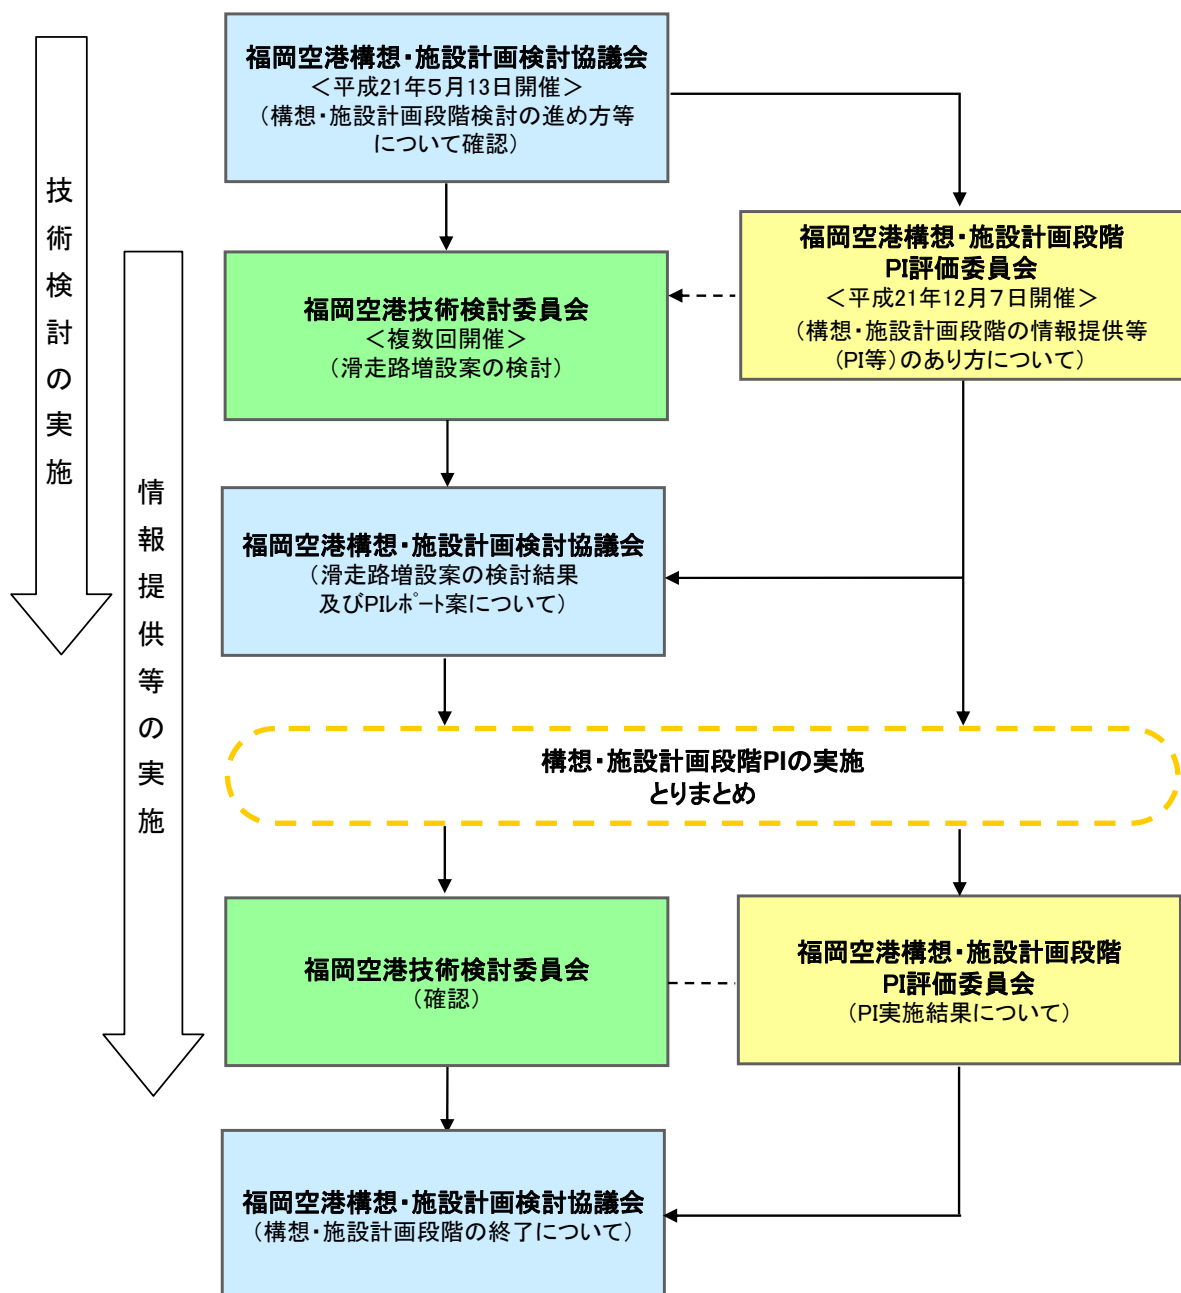 福岡空港構想・施設計画検討協議会
＜平成21年５月13日開催＞
（構想・施設計画段階検討の進め方等
について確認）
技術検討の実施
福岡空港構想・施設計画段階
PI評価委員会
＜平成21年12月７日開催＞
（構想・施設計画段階の情報提供等
（PI等）のあり方について）
福岡空港技術検討委員会
＜複数回開催＞
（滑走路増設案の検討）
情報提供等の実施
福岡空港構想・施設計画検討協議会
（滑走路増設案の検討結果
及びPIﾚﾎﾟｰﾄ案について）
構想・施設計画段階PIの実施
とりまとめ
福岡空港技術検討委員会
（確認）
福岡空港構想・施設計画段階
PI評価委員会
（PI実施結果について）
福岡空港構想・施設計画検討協議会
（構想・施設計画段階の終了について）